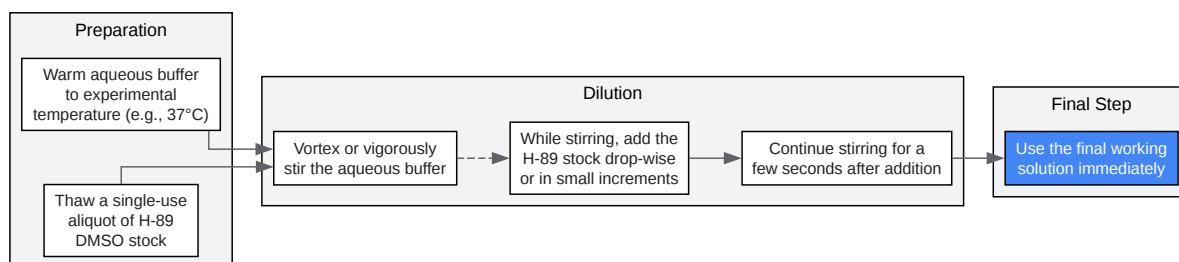 Preparation
Warm aqueous buffer
to experimental
temperature (e.g., 37°C)
Thaw a single-use
aliquot of H-89
DMSO stock
Dilution
Vortex or vigorously
stir the aqueous buffer
While stirring, add the
H-89 stock drop-wise
or in small increments
Continue stirring for a
few seconds after addition
Final Step
Use the final working
solution immediately